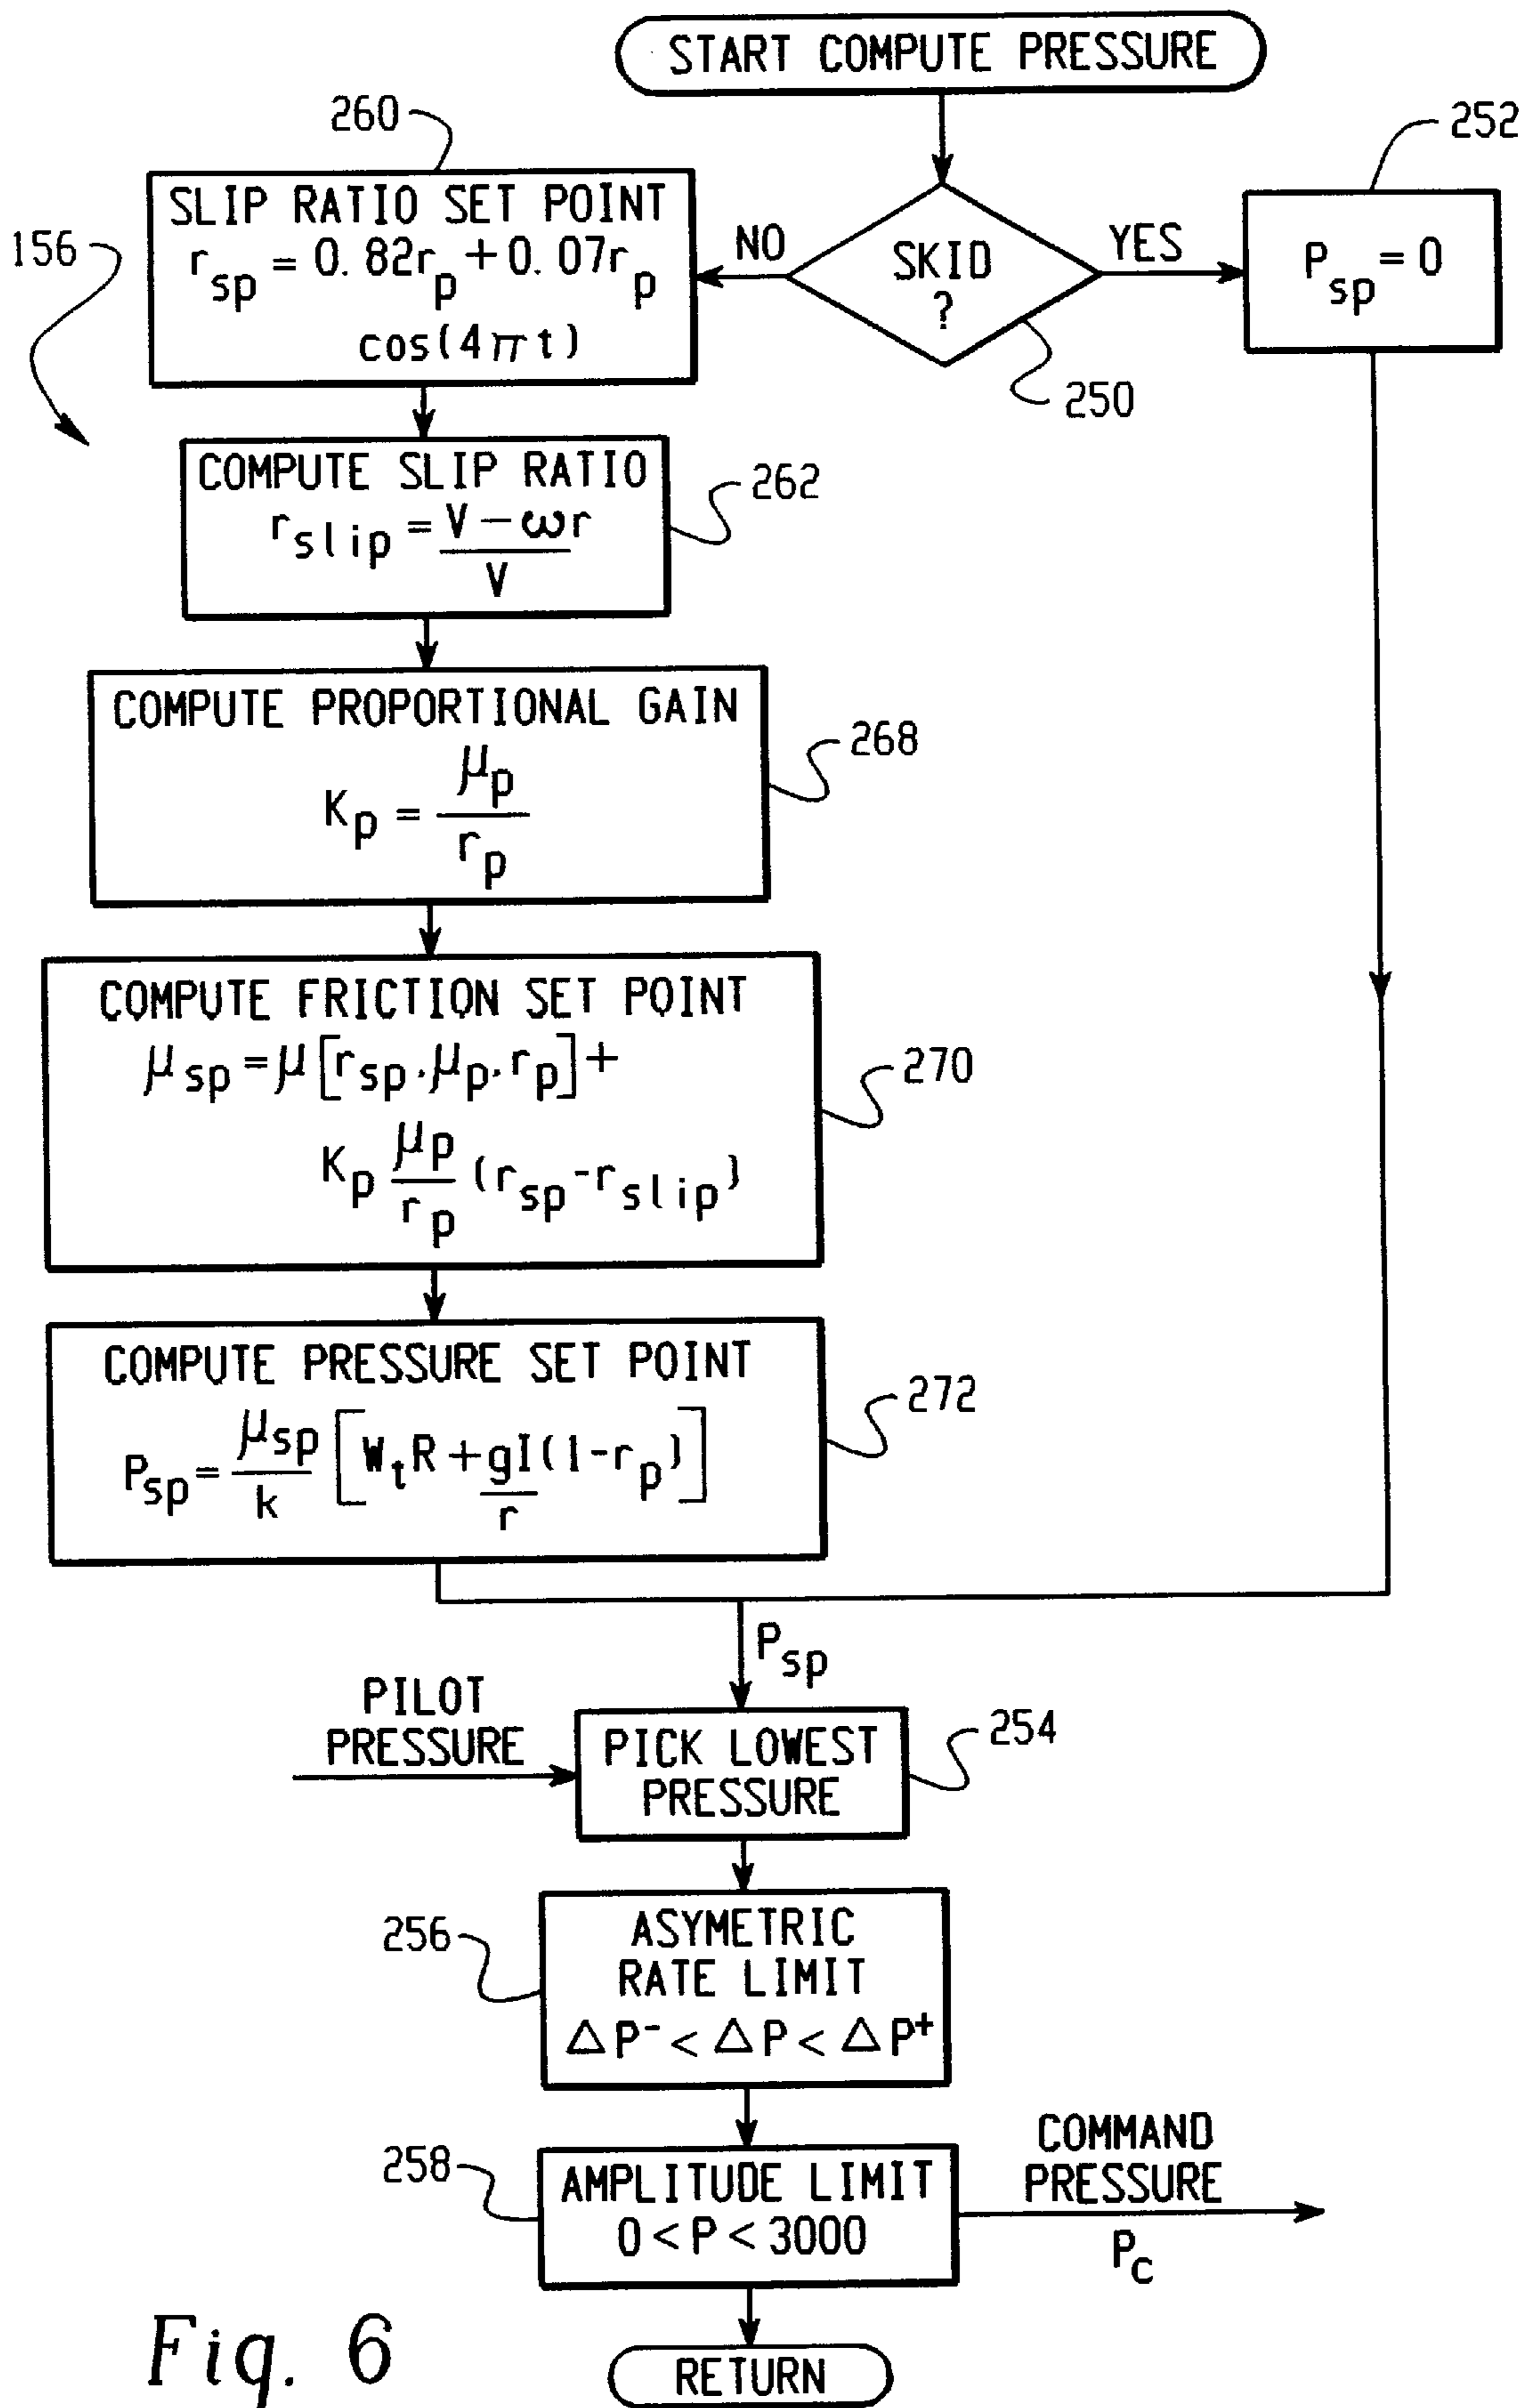 START COMPUTE PRESSURE
260
252
SLIP RATIO SET POINT
r_sp = 0.82r_p + 0.07r_p
cos(4πt)
156
NO
SKID
?
YES
P_sp = 0
250
COMPUTE SLIP RATIO
r_slip = V - ωr
V
262
COMPUTE PROPORTIONAL GAIN
K_p = μ_p
r_p
268
COMPUTE FRICTION SET POINT
μ_sp = μ[r_sp, μ_p, r_p] +
K_p μ_p (r_sp - r_slip)
r_p
270
COMPUTE PRESSURE SET POINT
P_sp = μ_sp [W_t R + gI(1-r_p)]
k r
272
P_sp
PILOT
PRESSURE
PICK LOWEST
PRESSURE
254
256
ASYMETRIC
RATE LIMIT
△P⁻ < △P < △P⁺
258
AMPLITUDE LIMIT
0 < P < 3000
COMMAND
PRESSURE
P_c
RETURN
Fig. 6